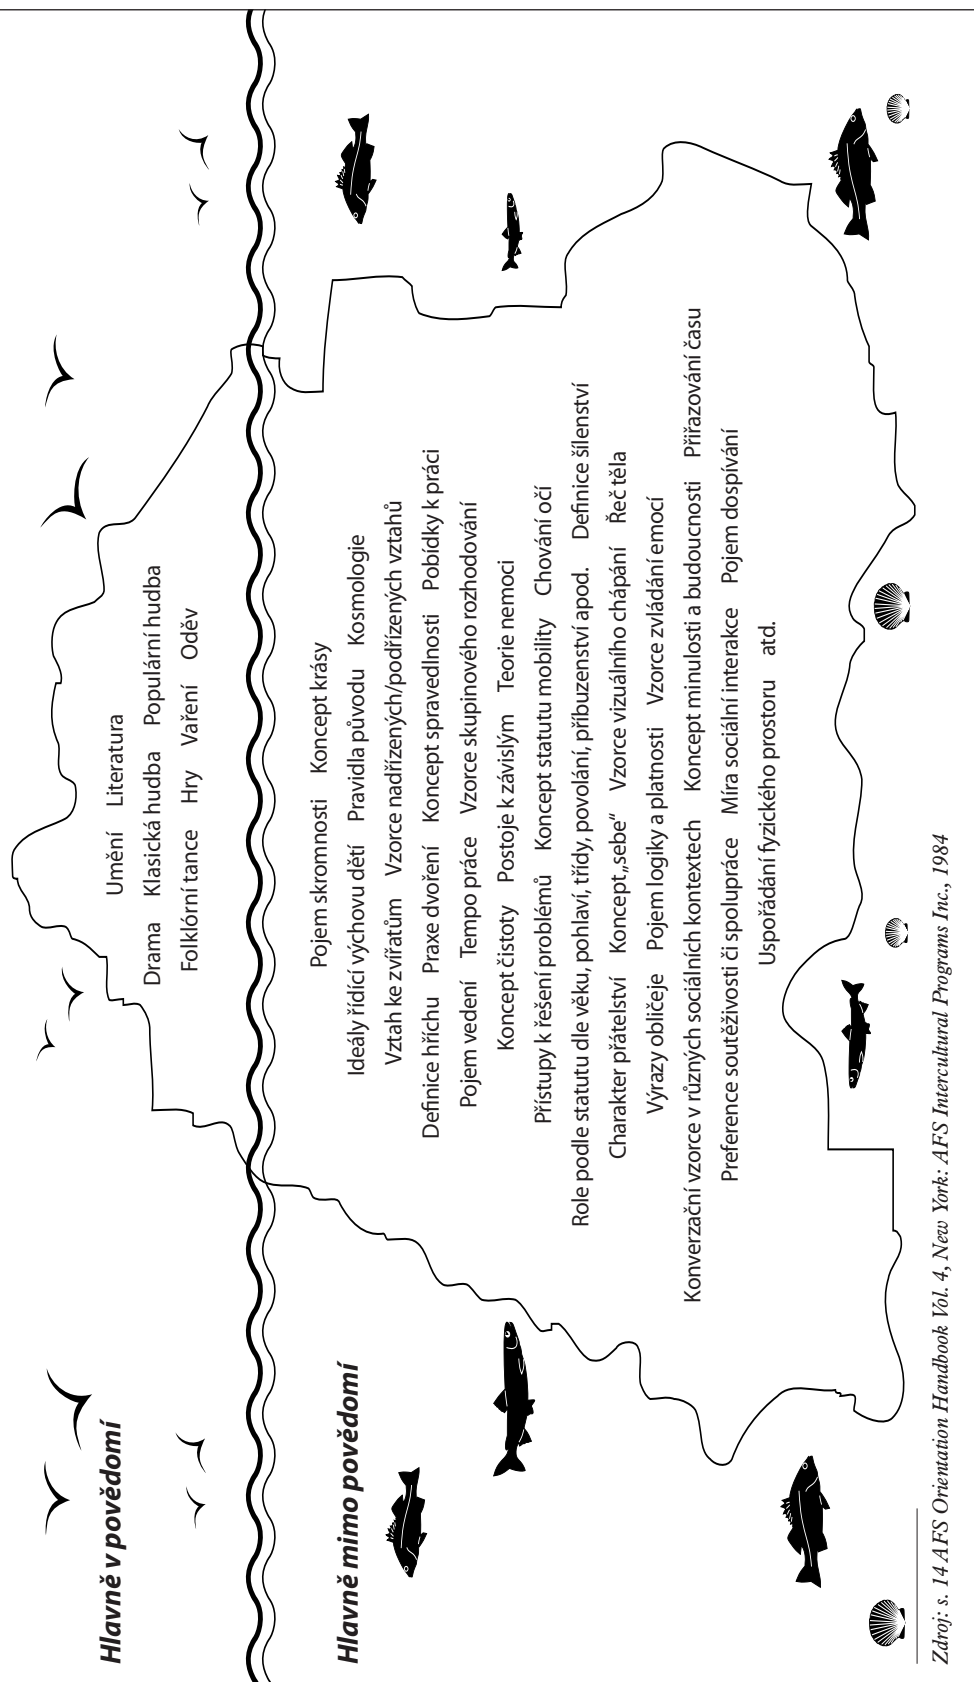 Hlavně v povědomí
Umění Literatura
Drama Klasická hudba Populární hudba
Folklórní tance Hry Vaření Oděv
Hlavně mimo povědomí
Pojem skromnosti Koncept krásy
Ideály řídící výchovu dětí Pravidla původu Kosmologie
Vztah ke zvířatům Vzorce nadřízených/podřízených vztahů
Definice hříchu Praxe dvoření Koncept spravedlnosti Pobídky k práci
Pojem vedení Tempo práce Vzorce skupinového rozhodování
Koncept čistoty Postoje k závislým Teorie nemoci
Přístupy k řešení problémů Koncept statutu mobility Chování očí
Role podle statutu dle věku, pohlaví, třídy, povolání, příbuzenství apod. Definice šílenství
Charakter přátelství Koncept „sebe“ Vzorce vizuálního chápání Řeč těla
Výrazy obličeje Pojem logiky a platnosti Vzorce zvládání emocí
Konverzační vzorce v různých sociálních kontextech Koncept minulosti a budoucnosti Přiřazování času
Preference soutěživosti či spolupráce Míra sociální interakce Pojem dospívání
Uspořádání fyzického prostoru atd.
Zdroj: s. 14 AFS Orientation Handbook Vol. 4, New York: AFS Intercultural Programs Inc., 1984